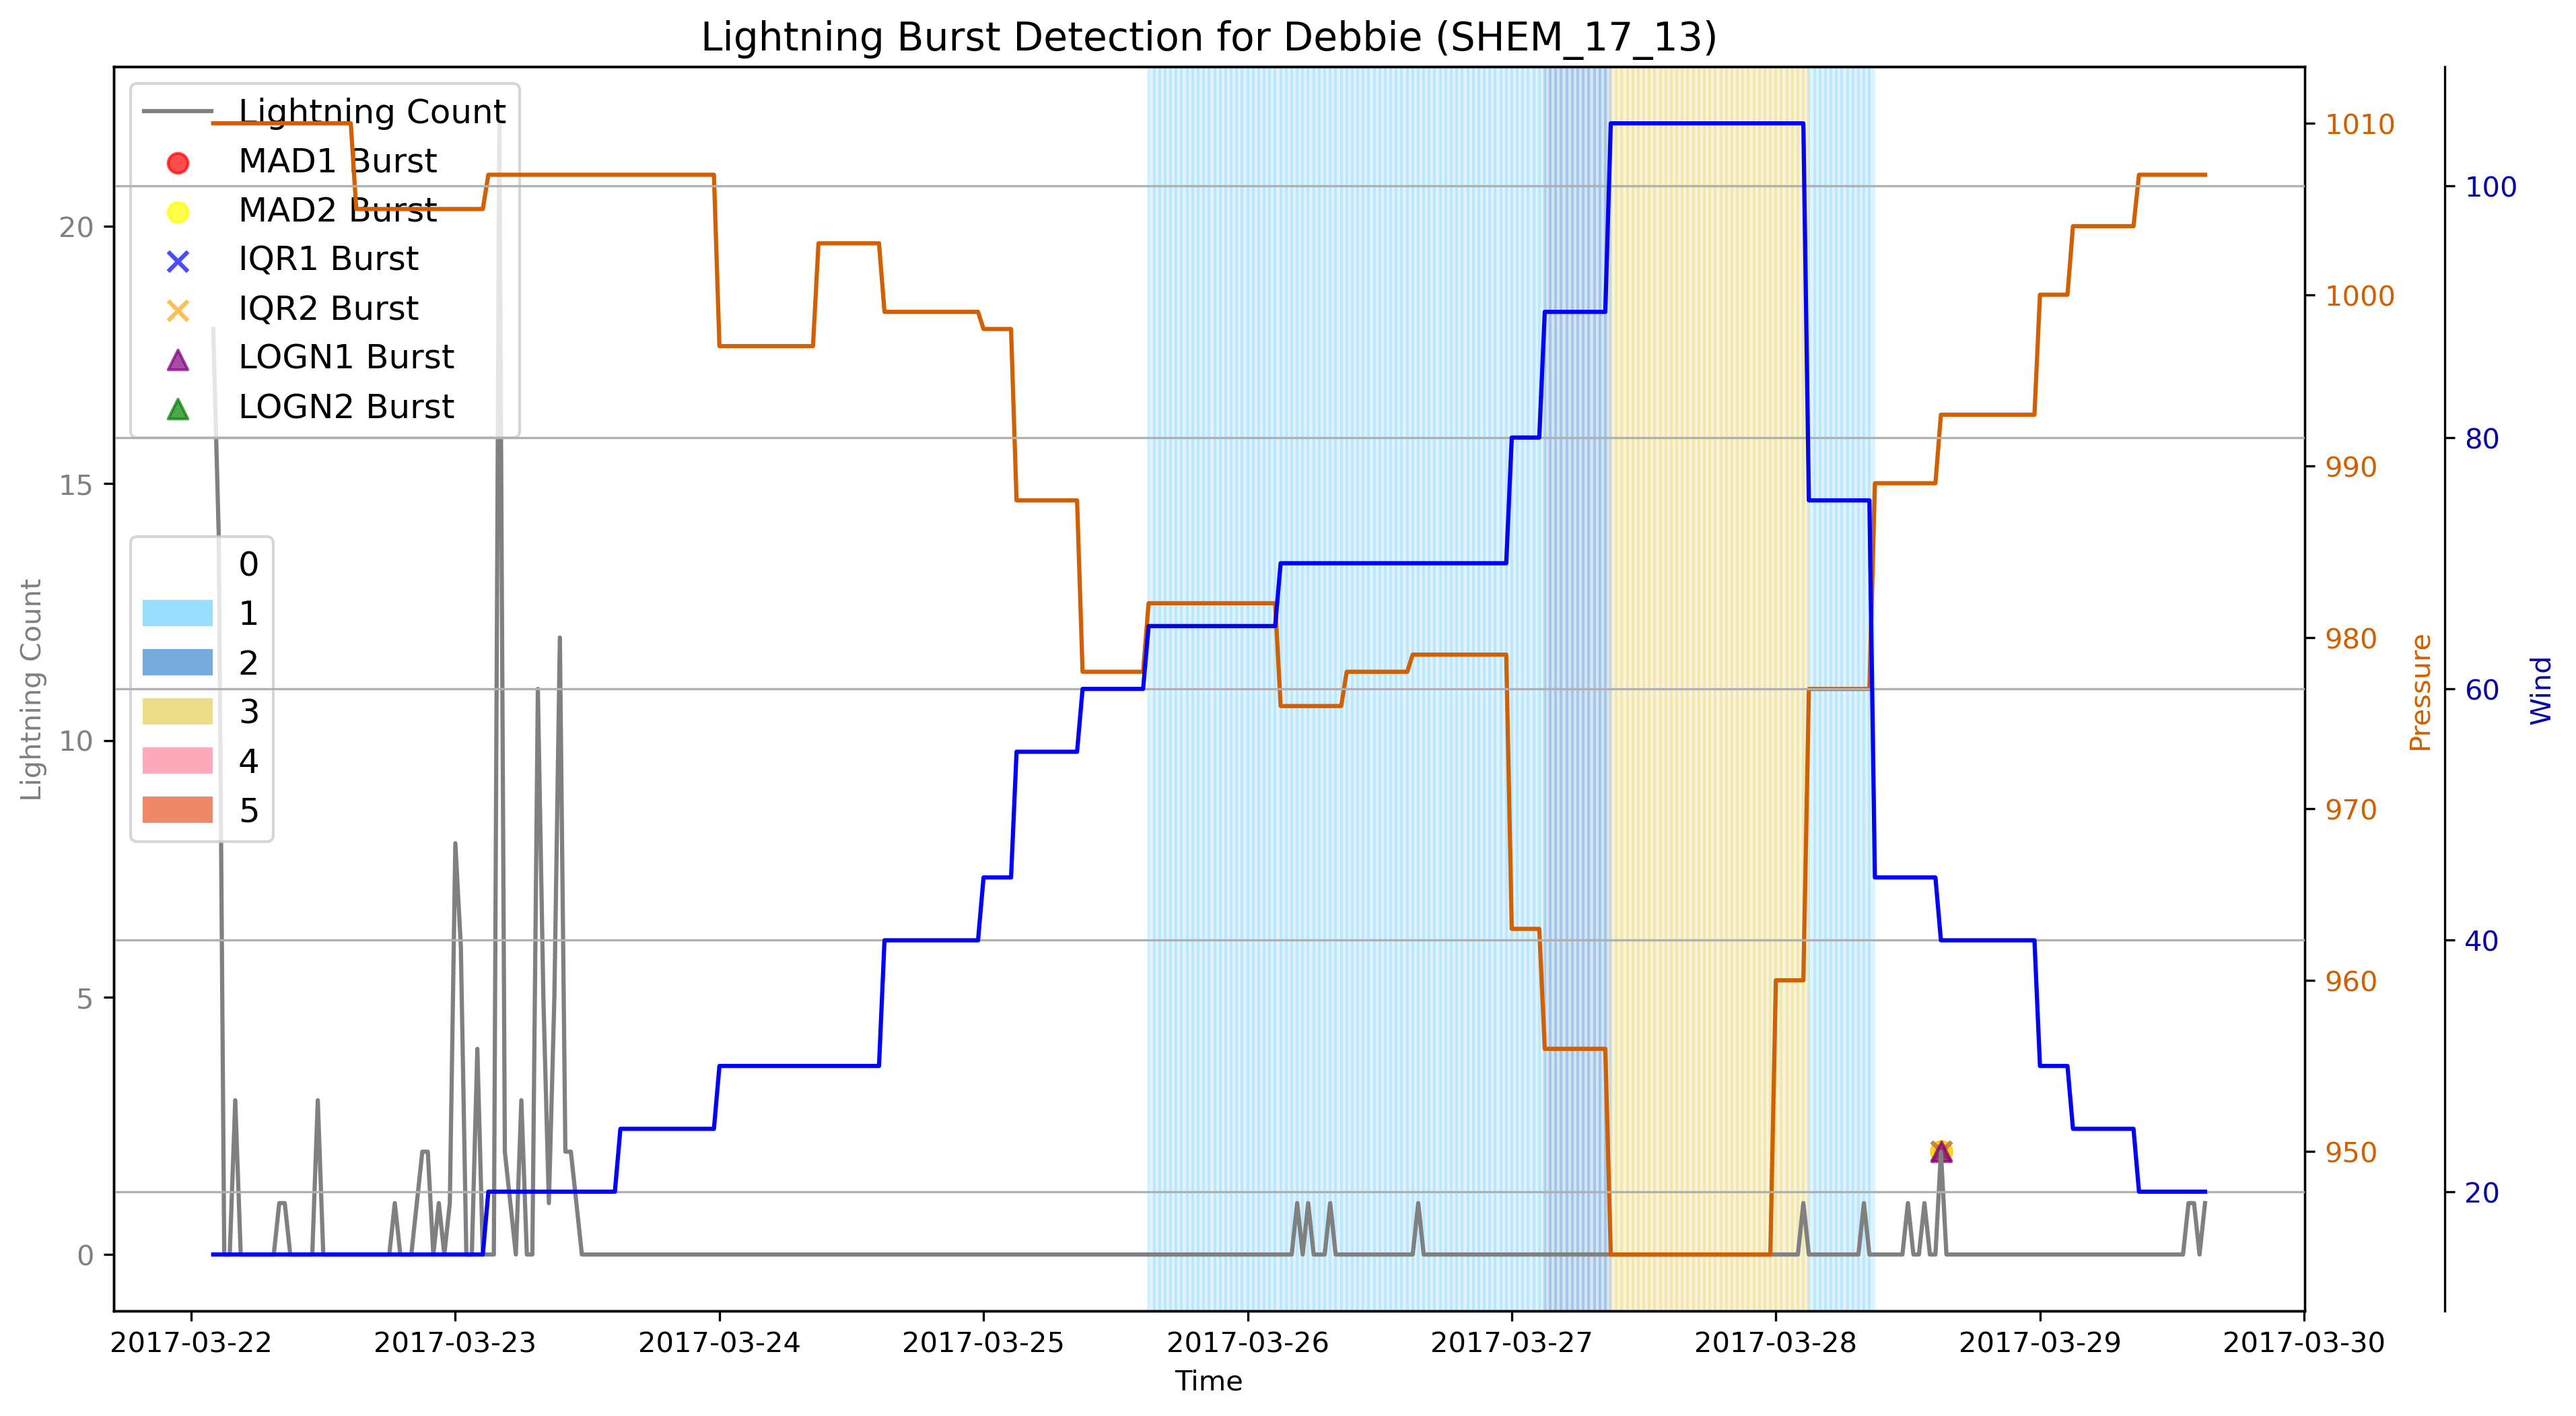 Lightning Burst Detection for Debbie (SHEM_17_13)
Lightning Count
MAD1 Burst
MAD2 Burst
IQR1 Burst
IQR2 Burst
LOGN1 Burst
LOGN2 Burst
0
1
2
3
4
5
Lightning Count
20
15
10
5
0
1010
1000
990
980
970
960
950
Pressure
100
80
60
40
20
Wind
2017-03-22
2017-03-23
2017-03-24
2017-03-25
2017-03-26
2017-03-27
2017-03-28
2017-03-29
2017-03-30
Time